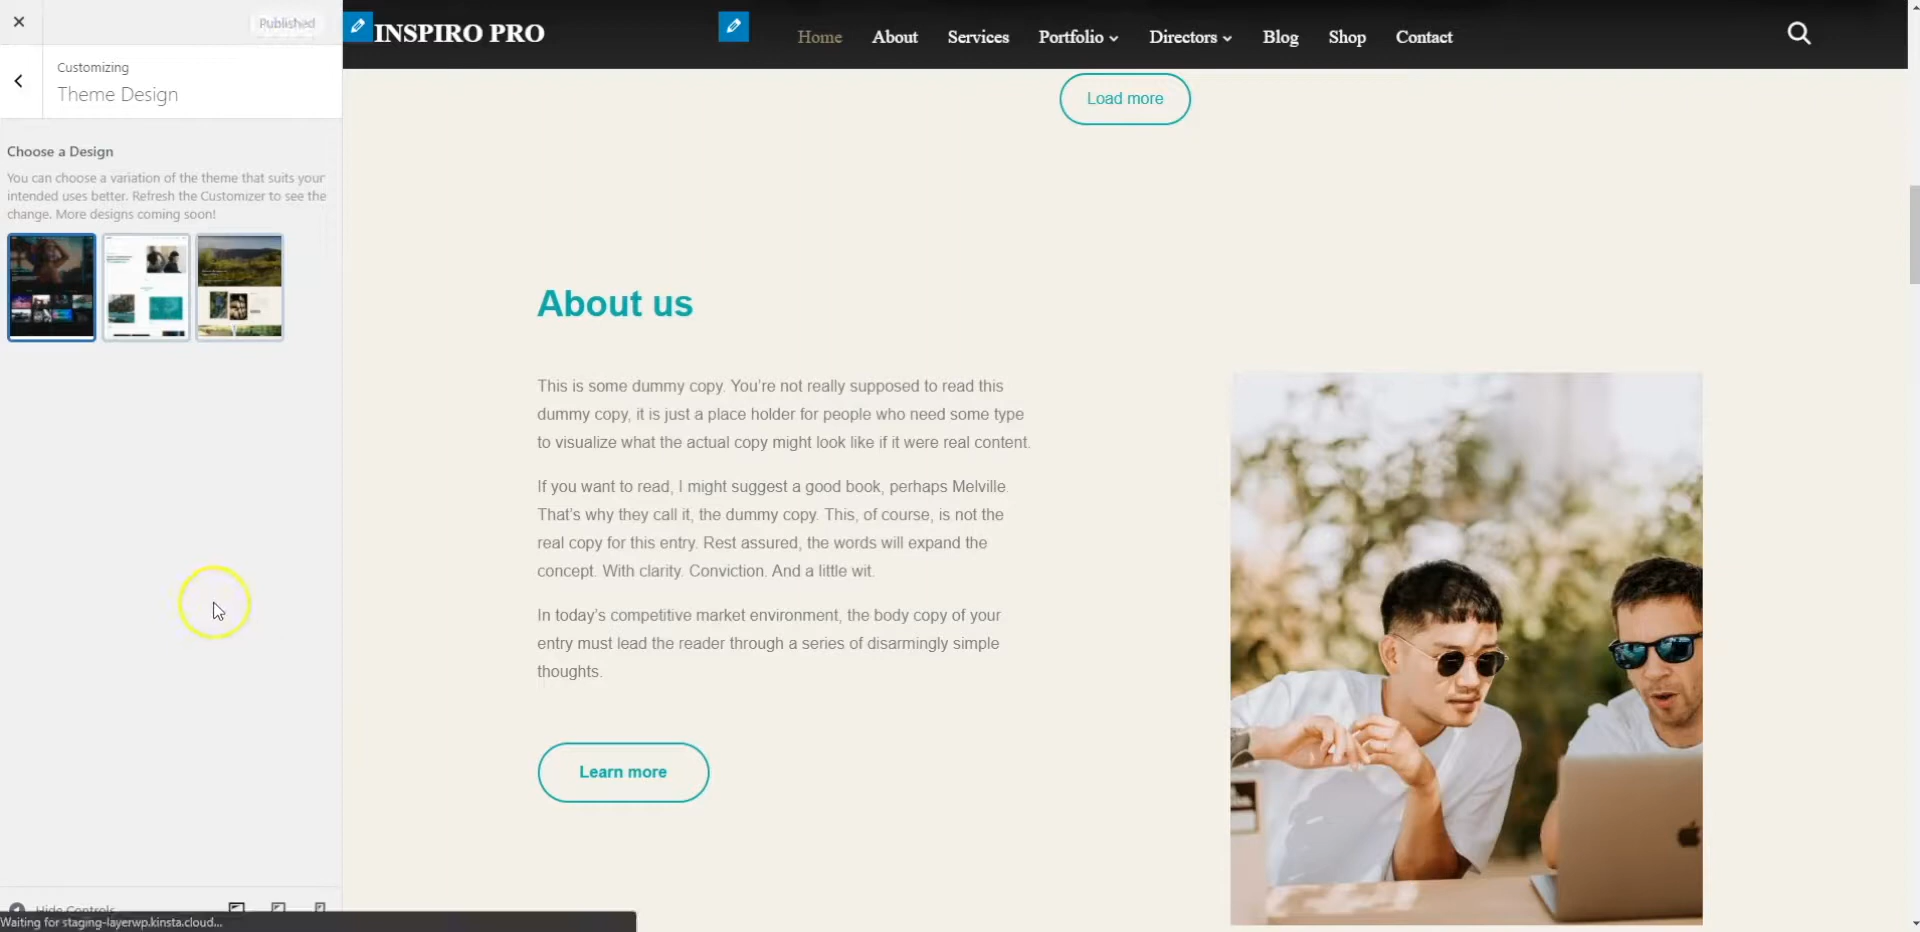 Published
Customizing
Theme Design
Choose a Design
You can choose a variation of the theme that suits your
intended uses better. Refresh the Customizer to see the
change. More designs coming soon!
Hide Controls
Waiting for staging-layerwp.kinsta.cloud...
INSPIRO PRO
Home About Services Portfolio Directors Blog Shop Contact
Load more
About us
This is some dummy copy. You're not really supposed to read this
dummy copy, it is just a place holder for people who need some type
to visualize what the actual copy might look like if it were real content.
If you want to read, I might suggest a good book, perhaps Melville.
That's why they call it, the dummy copy. This, of course, is not the
real copy for this entry. Rest assured, the words will expand the
concept. With clarity. Conviction. And a little wit.
In today's competitive market environment, the body copy of your
entry must lead the reader through a series of disarmingly simple
thoughts.
Learn more